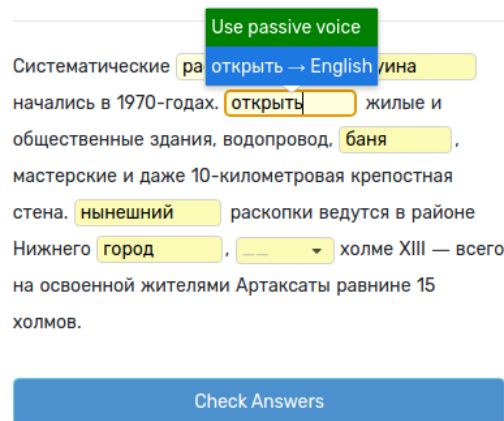 Use passive voice
открыть → English
Систематические ра уина
начались в 1970-годах. открыть жилые и
общественные здания, водопровод, баня ,
мастерские и даже 10-километровая крепостная
стена. нынешний раскопки ведутся в районе
Нижнего город , __ холме XIII — всего
на освоенной жителями Артаксаты равнине 15
холмов.
Check Answers